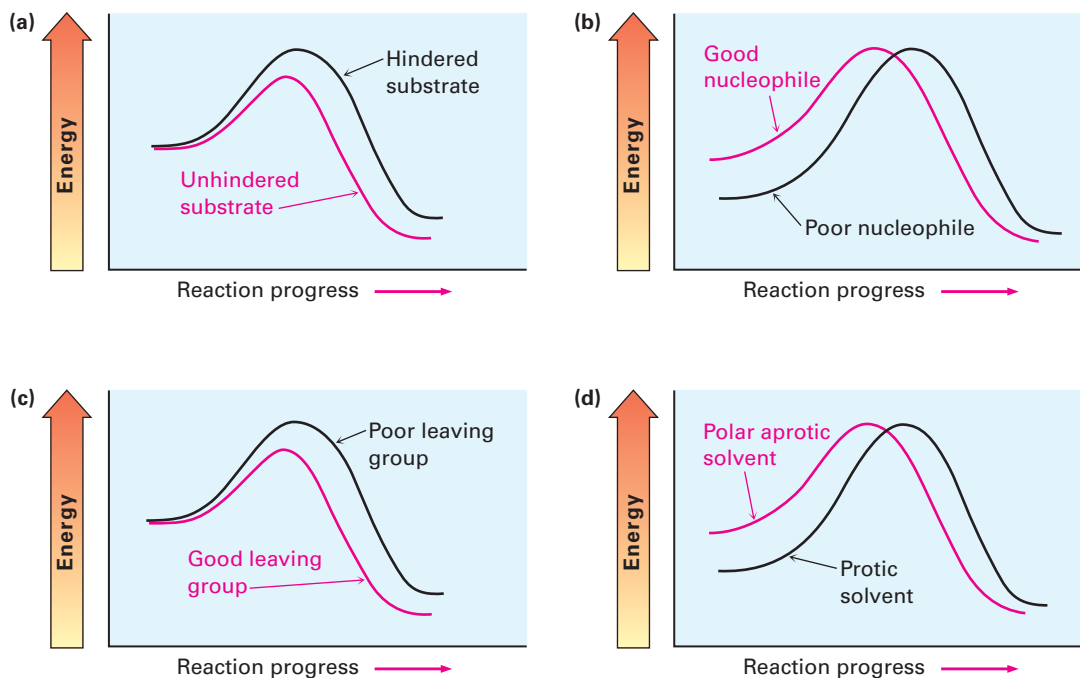 (a)
Energy
Hindered
substrate
Unhindered
substrate
Reaction progress
(b)
Energy
Good
nucleophile
Poor nucleophile
Reaction progress
(c)
Energy
Poor leaving
group
Good leaving
group
Reaction progress
(d)
Energy
Polar aprotic
solvent
Protic
solvent
Reaction progress